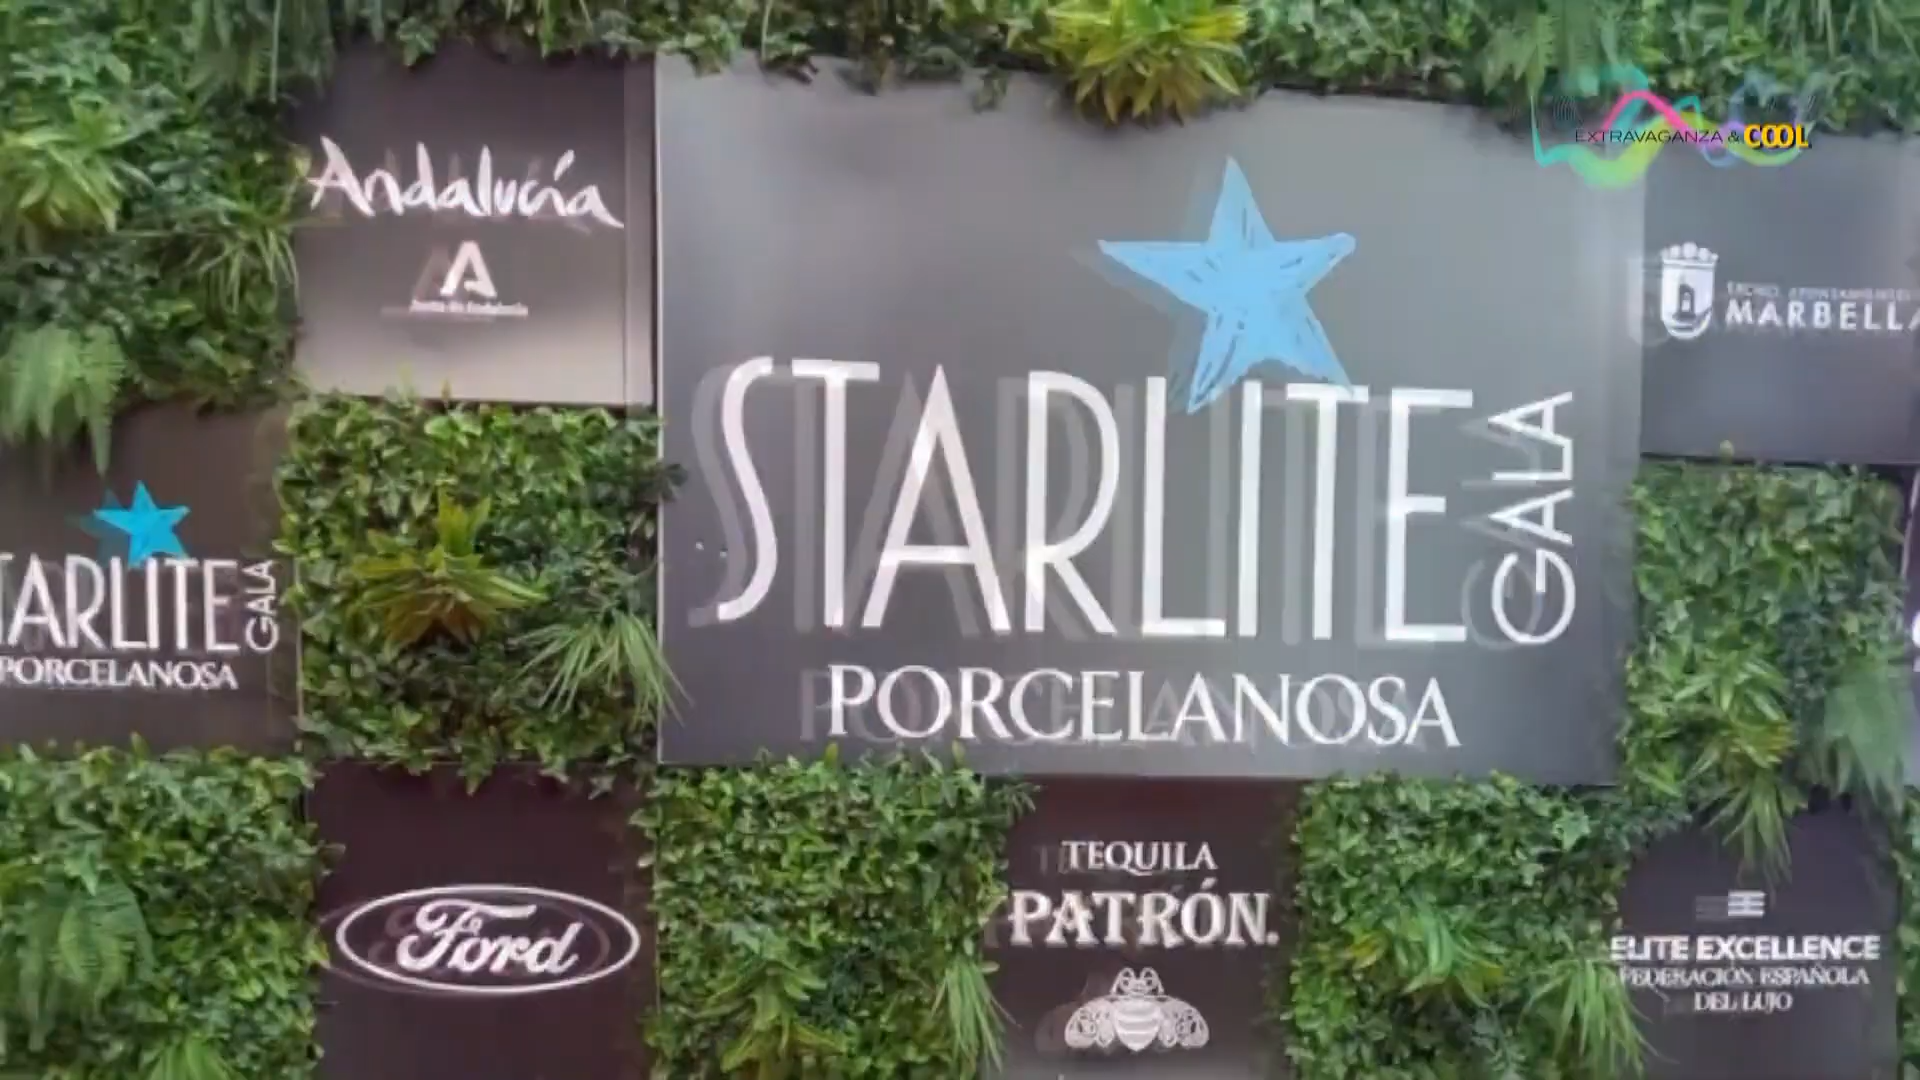 EXTRAVAGANZA & COOL
Andalucía
Junta de Andalucía
STARLITE
GALA
PORCELANOSA
MARBELLA
TARLITE
GALA
PORCELANOSA
Ford
TEQUILA
PATRÓN.
ELITE EXCELLENCE
FEDERACIÓN ESPAÑOLA
DEL LUJO